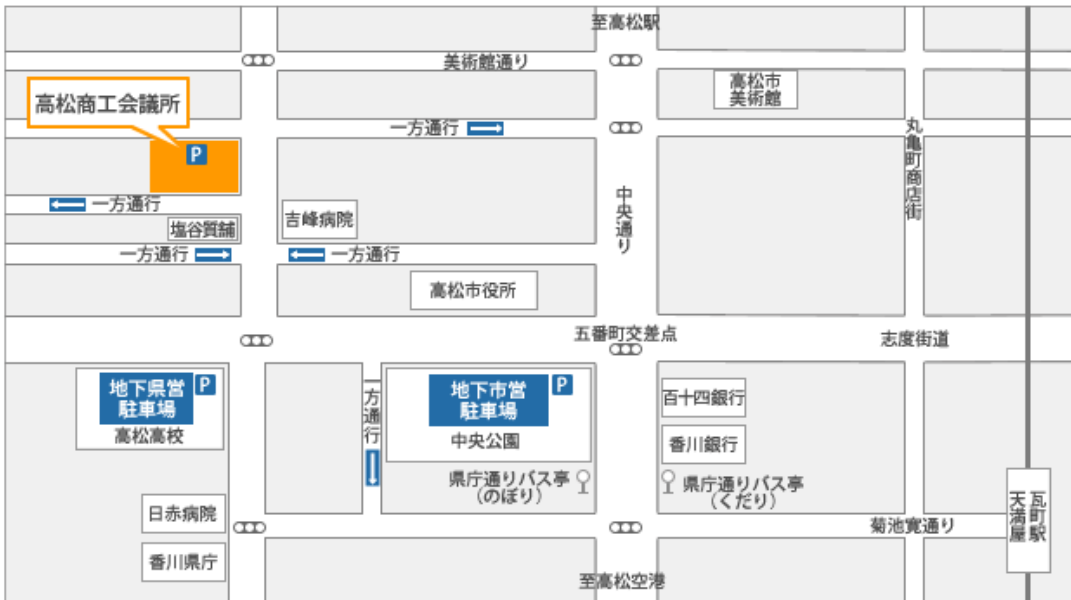 至高松駅
美術館通り
高松市
美術館
高松商工会議所
P
一方通行
丸亀町商店街
一方通行
吉峰病院
中央通り
塩谷質舗
一方通行
一方通行
高松市役所
五番町交差点
志度街道
地下県営
駐車場
P
高松高校
一方通行
地下市営
駐車場
P
中央公園
百十四銀行
香川銀行
県庁通りバス亭
(のぼり)
県庁通りバス亭
(くだり)
日赤病院
菊池寛通り
瓦町駅
天満屋
香川県庁
至高松空港